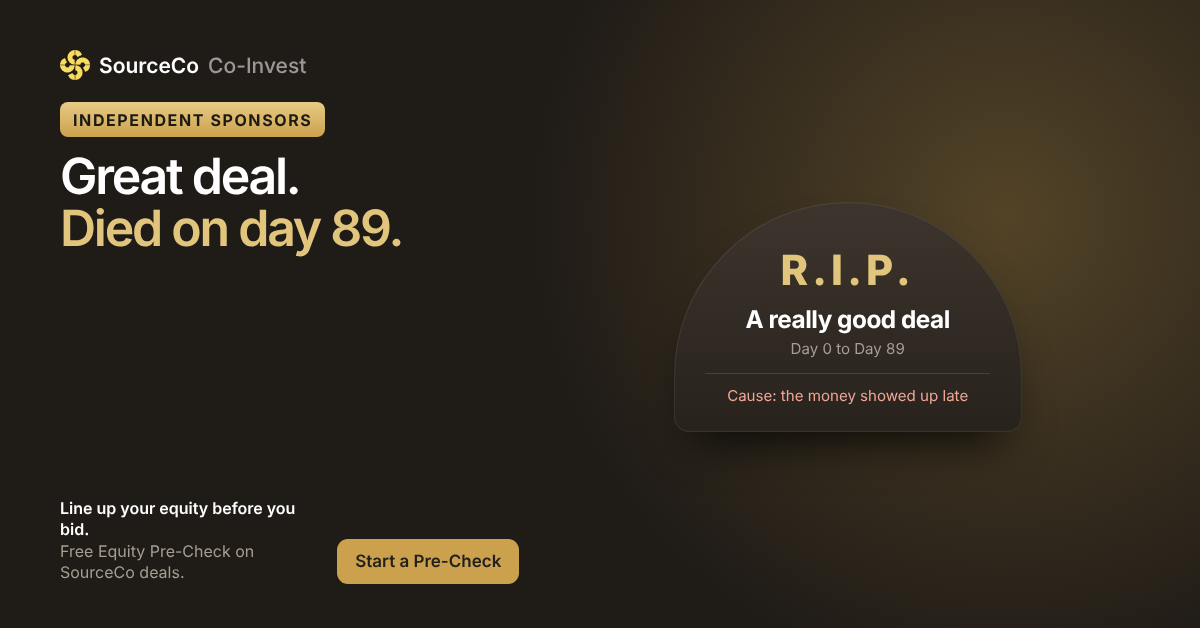 SourceCo Co-Invest
INDEPENDENT SPONSORS
Great deal.
Died on day 89.
R.I.P.
A really good deal
Day 0 to Day 89
Cause: the money showed up late
Line up your equity before you
bid.
Free Equity Pre-Check on
SourceCo deals.
Start a Pre-Check